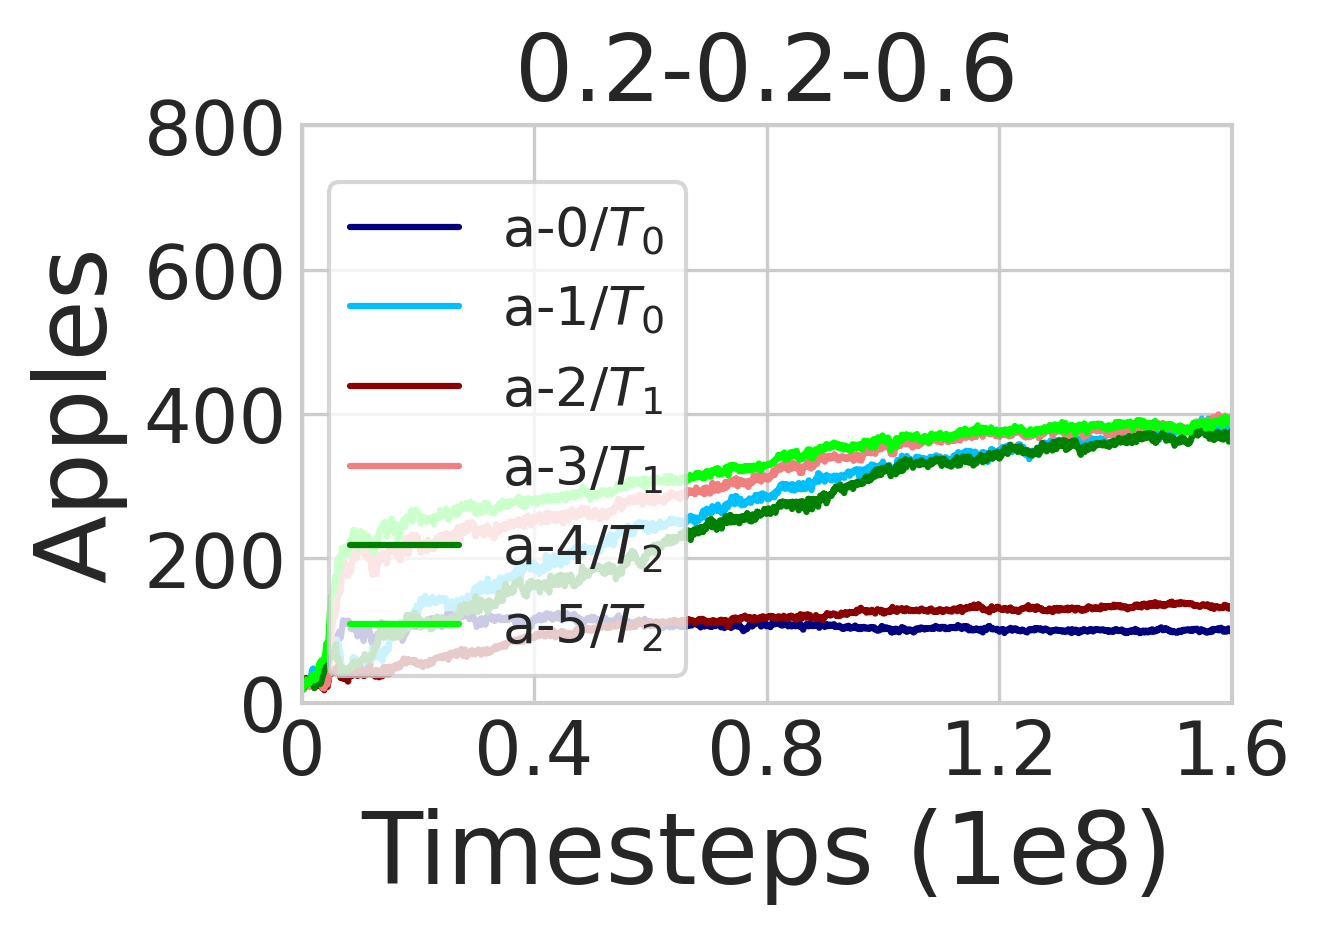 0.2-0.2-0.6
800
600
400
200
0
Apples
a-0/T₀
a-1/T₀
a-2/T₁
a-3/T₁
a-4/T₂
a-5/T₂
0 0.4 0.8 1.2 1.6
Timesteps (1e8)